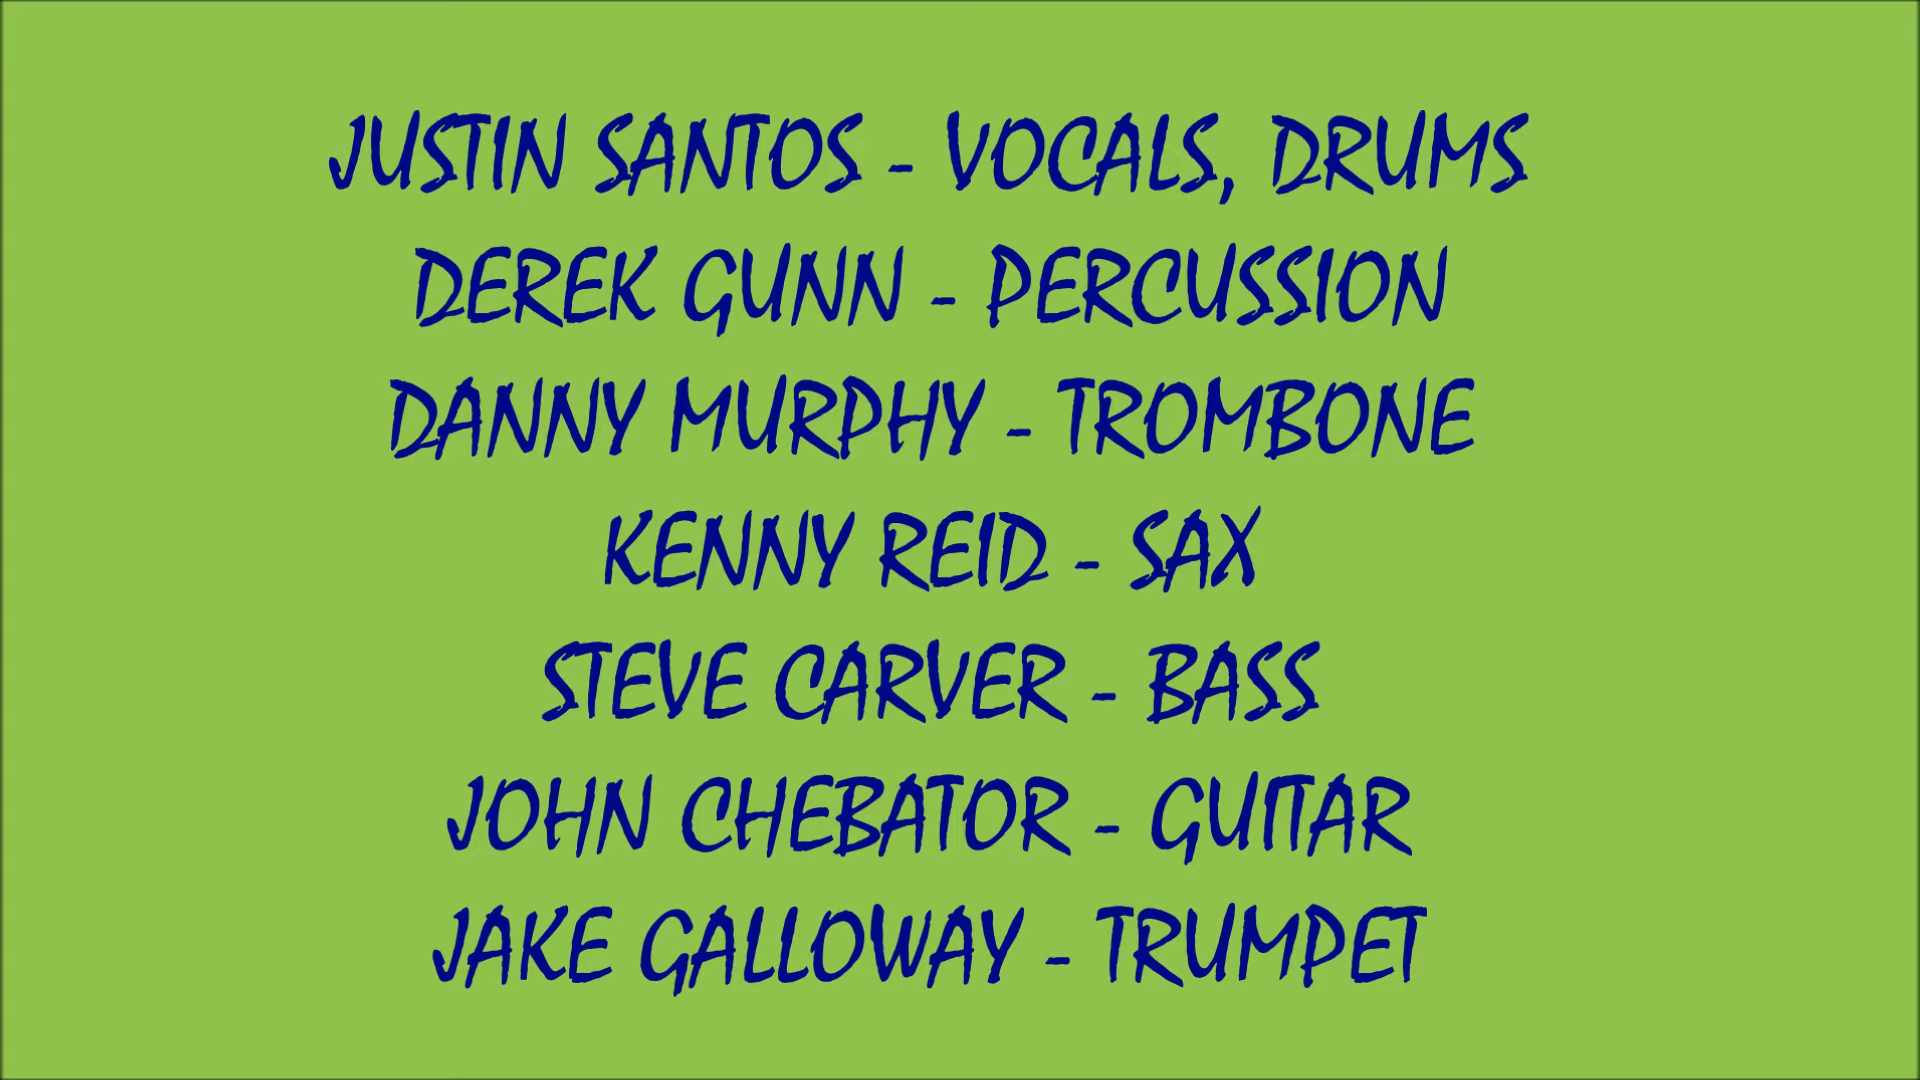 JUSTIN SANTOS - VOCALS, DRUMS
DEREK GUNN - PERCUSSION
DANNY MURPHY - TROMBONE
KENNY REID - SAX
STEVE CARVER - BASS
JOHN CHEBATOR - GUITAR
JAKE GALLOWAY - TRUMPET